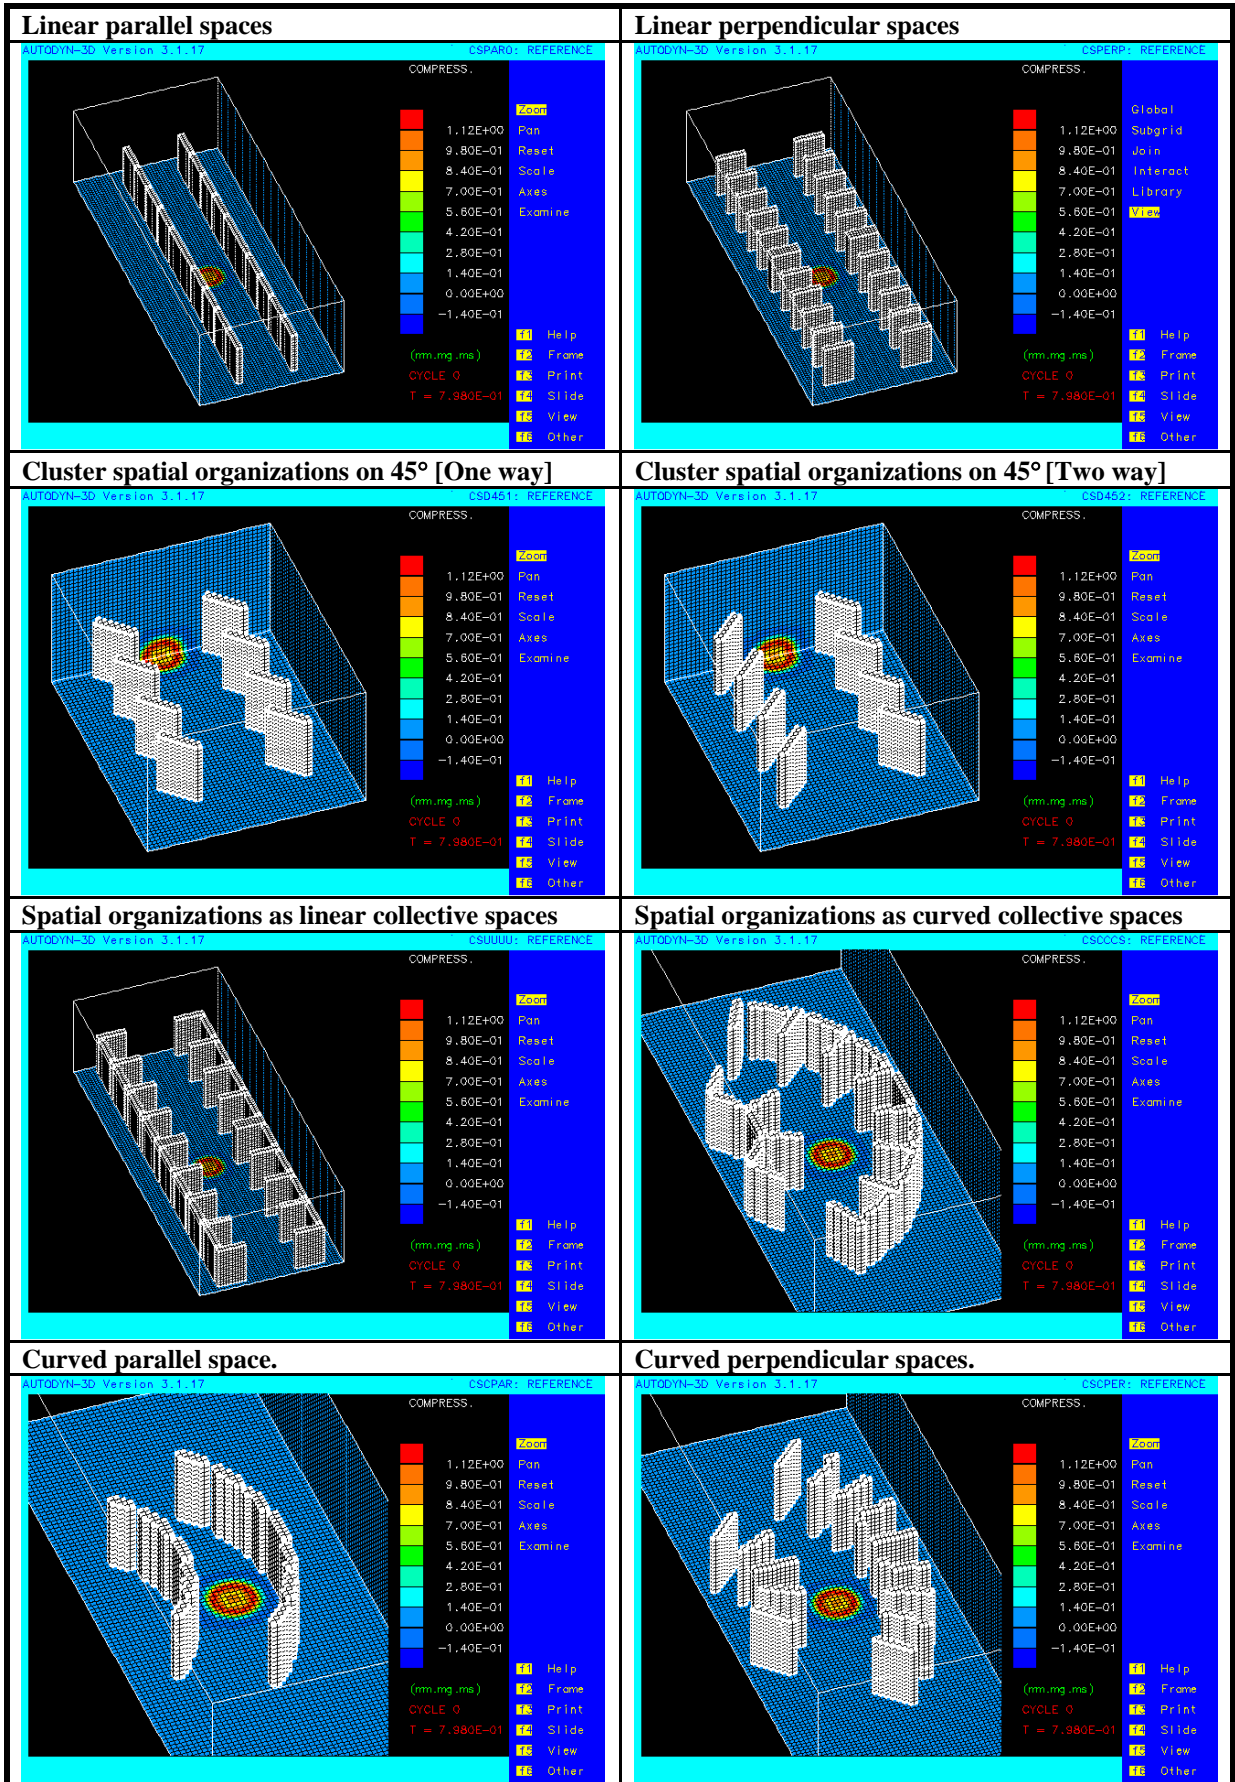 Linear parallel spaces
AUTODYN-3D Version 3.1.17 CSPARO: REFERENCE
COMPRESS.
1.12E+00
9.80E-01
8.40E-01
7.00E-01
5.60E-01
4.20E-01
2.80E-01
1.40E-01
0.00E+00
-1.40E-01
(mm.mg.ms)
CYCLE 0
T = 7.980E-01
Zoom
Pan
Reset
Scale
Axes
Examine
f1 Help
f2 Frame
f3 Print
f4 Slide
f5 View
f6 Other
Linear perpendicular spaces
AUTODYN-3D Version 3.1.17 CSPERP: REFERENCE
COMPRESS.
1.12E+00
9.80E-01
8.40E-01
7.00E-01
5.60E-01
4.20E-01
2.80E-01
1.40E-01
0.00E+00
-1.40E-01
(mm.mg.ms)
CYCLE 0
T = 7.980E-01
Global
Subgrid
Join
Interact
Library
View
f1 Help
f2 Frame
f3 Print
f4 Slide
f5 View
f6 Other
Cluster spatial organizations on 45° [One way]
AUTODYN-3D Version 3.1.17 CSD451: REFERENCE
COMPRESS.
1.12E+00
9.80E-01
8.40E-01
7.00E-01
5.60E-01
4.20E-01
2.80E-01
1.40E-01
0.00E+00
-1.40E-01
(mm.mg.ms)
CYCLE 0
T = 7.980E-01
Zoom
Pan
Reset
Scale
Axes
Examine
f1 Help
f2 Frame
f3 Print
f4 Slide
f5 View
f6 Other
Cluster spatial organizations on 45° [Two way]
AUTODYN-3D Version 3.1.17 CSD452: REFERENCE
COMPRESS.
1.12E+00
9.80E-01
8.40E-01
7.00E-01
5.60E-01
4.20E-01
2.80E-01
1.40E-01
0.00E+00
-1.40E-01
(mm.mg.ms)
CYCLE 0
T = 7.980E-01
Zoom
Pan
Reset
Scale
Axes
Examine
f1 Help
f2 Frame
f3 Print
f4 Slide
f5 View
f6 Other
Spatial organizations as linear collective spaces
AUTODYN-3D Version 3.1.17 CSUUUU: REFERENCE
COMPRESS.
1.12E+00
9.80E-01
8.40E-01
7.00E-01
5.60E-01
4.20E-01
2.80E-01
1.40E-01
0.00E+00
-1.40E-01
(mm.mg.ms)
CYCLE 0
T = 7.980E-01
Zoom
Pan
Reset
Scale
Axes
Examine
f1 Help
f2 Frame
f3 Print
f4 Slide
f5 View
f6 Other
Spatial organizations as curved collective spaces
AUTODYN-3D Version 3.1.17 CSCCCS: REFERENCE
COMPRESS.
1.12E+00
9.80E-01
8.40E-01
7.00E-01
5.60E-01
4.20E-01
2.80E-01
1.40E-01
0.00E+00
-1.40E-01
(mm.mg.ms)
CYCLE 0
T = 7.980E-01
Zoom
Pan
Reset
Scale
Axes
Examine
f1 Help
f2 Frame
f3 Print
f4 Slide
f5 View
f6 Other
Curved parallel space.
AUTODYN-3D Version 3.1.17 CSCPAR: REFERENCE
COMPRESS.
1.12E+00
9.80E-01
8.40E-01
7.00E-01
5.60E-01
4.20E-01
2.80E-01
1.40E-01
0.00E+00
-1.40E-01
(mm.mg.ms)
CYCLE 0
T = 7.980E-01
Zoom
Pan
Reset
Scale
Axes
Examine
f1 Help
f2 Frame
f3 Print
f4 Slide
f5 View
f6 Other
Curved perpendicular spaces.
AUTODYN-3D Version 3.1.17 CSCPER: REFERENCE
COMPRESS.
1.12E+00
9.80E-01
8.40E-01
7.00E-01
5.60E-01
4.20E-01
2.80E-01
1.40E-01
0.00E+00
-1.40E-01
(mm.mg.ms)
CYCLE 0
T = 7.980E-01
Zoom
Pan
Reset
Scale
Axes
Examine
f1 Help
f2 Frame
f3 Print
f4 Slide
f5 View
f6 Other